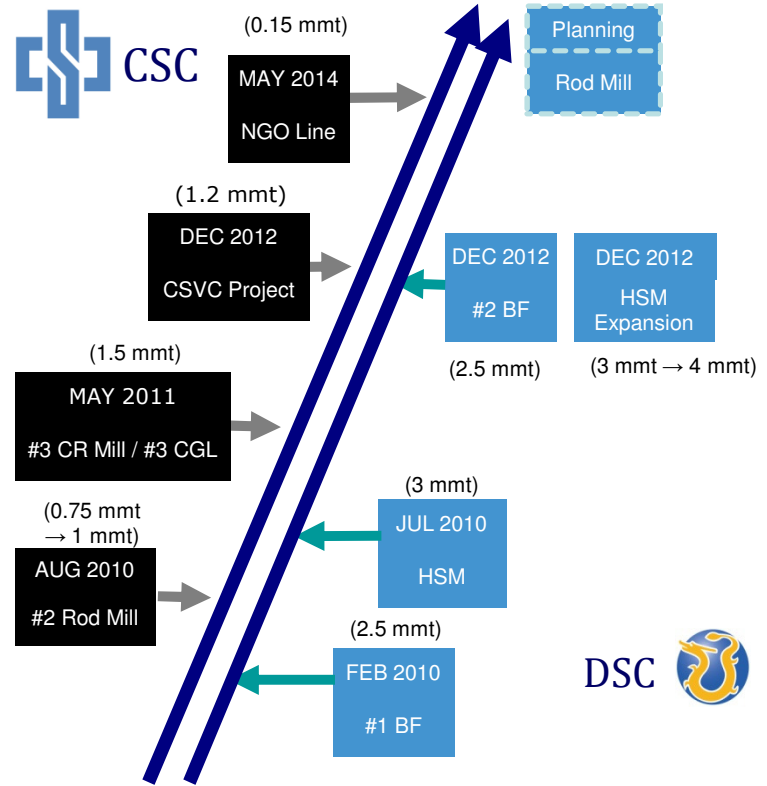 CSC
(0.15 mmt)
MAY 2014
NGO Line
Planning
Rod Mill
(1.2 mmt)
DEC 2012
CSVC Project
DEC 2012
#2 BF
(2.5 mmt)
DEC 2012
HSM
Expansion
(3 mmt → 4 mmt)
(1.5 mmt)
MAY 2011
#3 CR Mill / #3 CGL
(3 mmt)
JUL 2010
HSM
(0.75 mmt
→ 1 mmt)
AUG 2010
#2 Rod Mill
(2.5 mmt)
FEB 2010
#1 BF
DSC